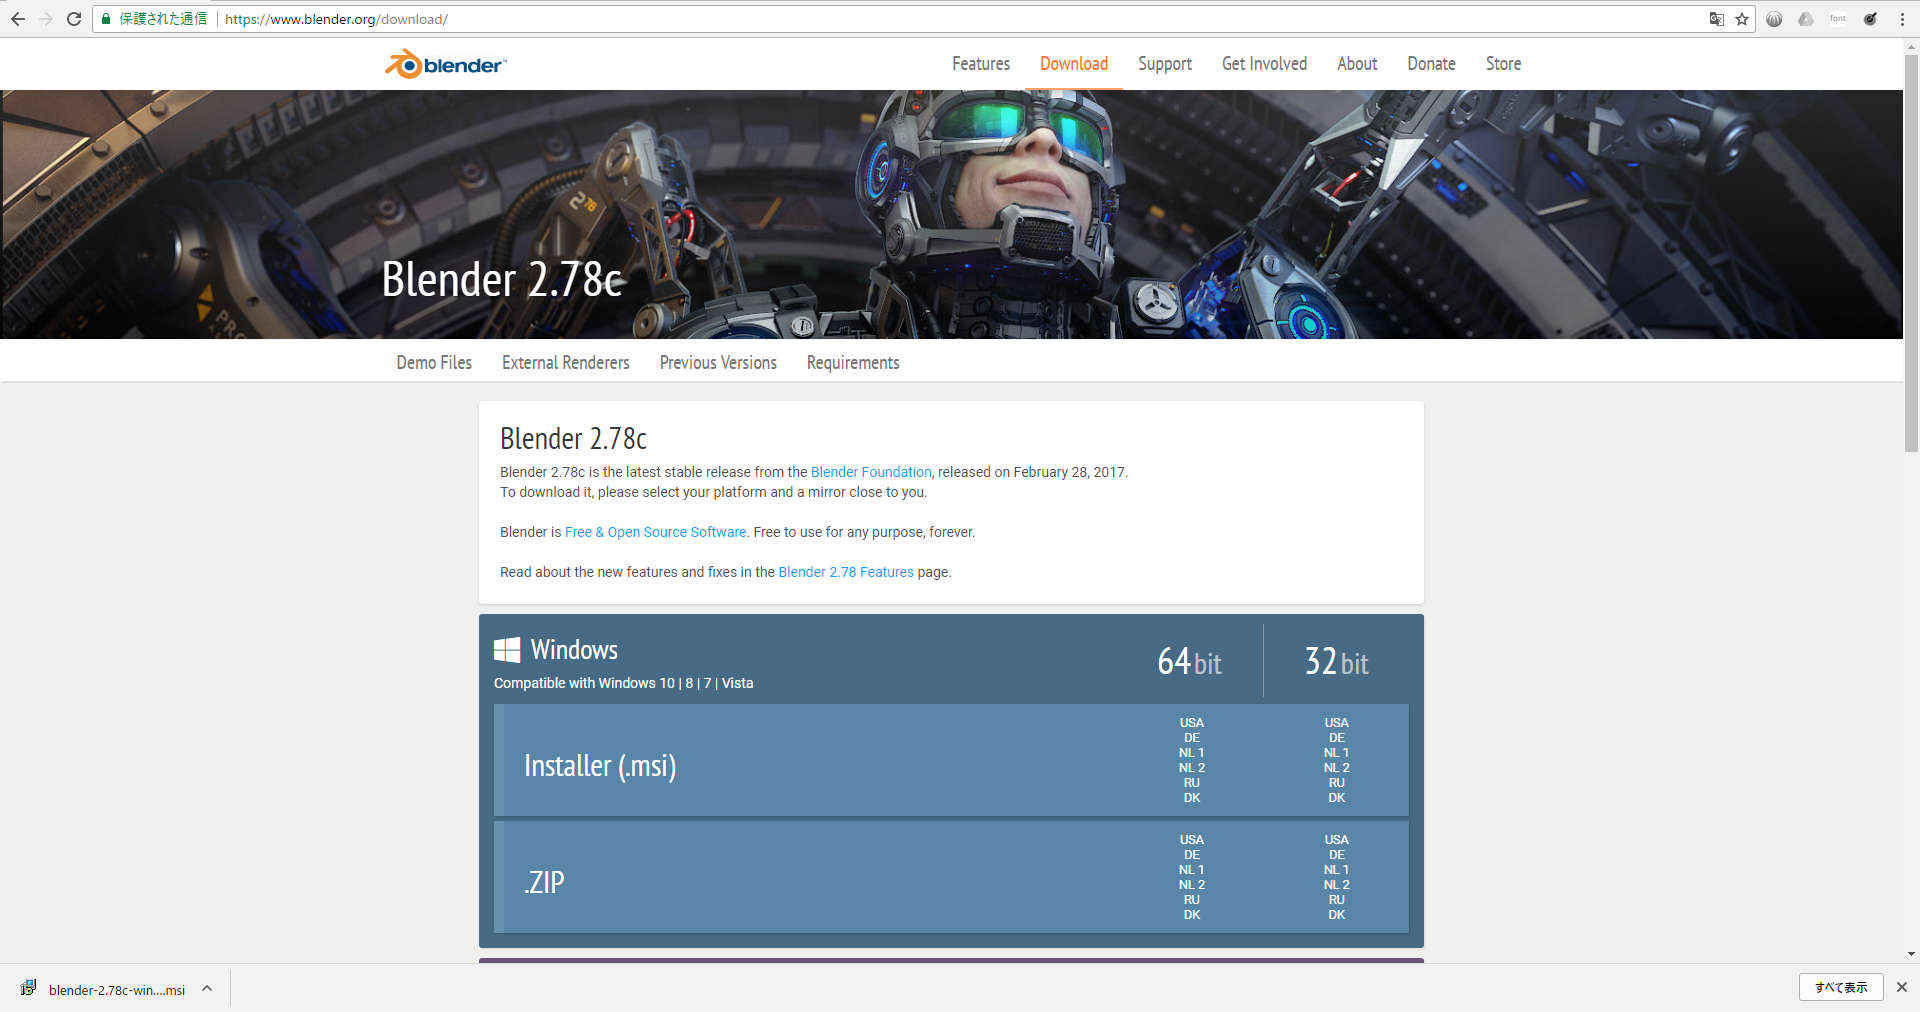 保護された通信 https://www.blender.org/download/
font
blender™
Features Download Support Get Involved About Donate Store
278
PRO
Blender 2.78c
Demo Files External Renderers Previous Versions Requirements
Blender 2.78c
Blender 2.78c is the latest stable release from the Blender Foundation, released on February 28, 2017.
To download it, please select your platform and a mirror close to you.
Blender is Free & Open Source Software. Free to use for any purpose, forever.
Read about the new features and fixes in the Blender 2.78 Features page.
Windows 64 bit 32 bit
Compatible with Windows 10 | 8 | 7 | Vista
Installer (.msi)
USA USA
DE DE
NL 1 NL 1
NL 2 NL 2
RU RU
DK DK
.ZIP
USA USA
DE DE
NL 1 NL 1
NL 2 NL 2
RU RU
DK DK
blender-2.78c-win....msi すべて表示